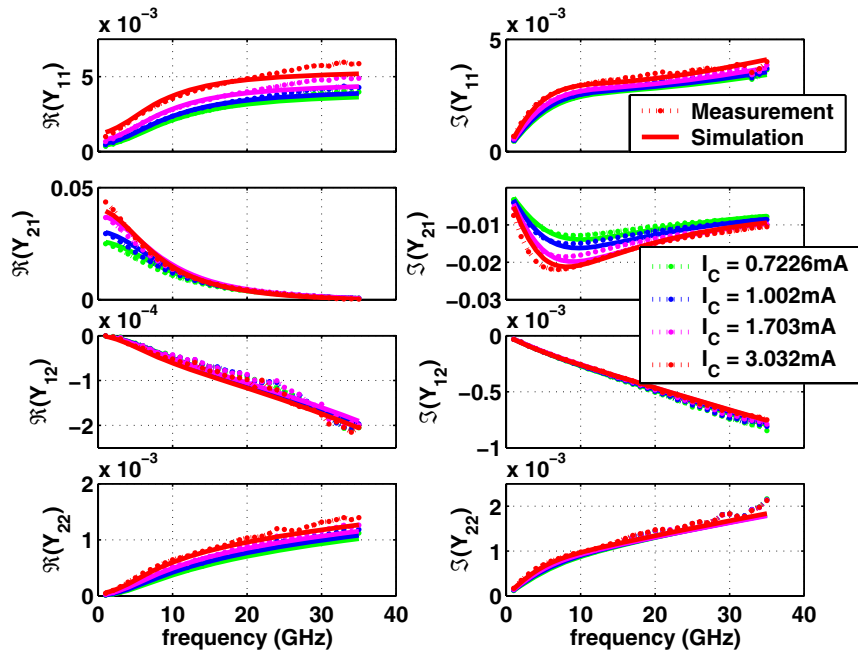 x 10⁻³
5
0
ℜ(Y₁₁)
x 10⁻³
5
0
ℑ(Y₁₁)
Measurement
Simulation
0.05
0
ℜ(Y₂₁)
−0.01
−0.02
−0.03
ℑ(Y₂₁)
I_C = 0.7226mA
I_C = 1.002mA
I_C = 1.703mA
I_C = 3.032mA
x 10⁻⁴
0
−1
−2
ℜ(Y₁₂)
x 10⁻³
0
−0.5
−1
ℑ(Y₁₂)
x 10⁻³
2
1
0
ℜ(Y₂₂)
0 10 20 30 40
frequency (GHz)
x 10⁻³
2
1
0
ℑ(Y₂₂)
0 10 20 30 40
frequency (GHz)